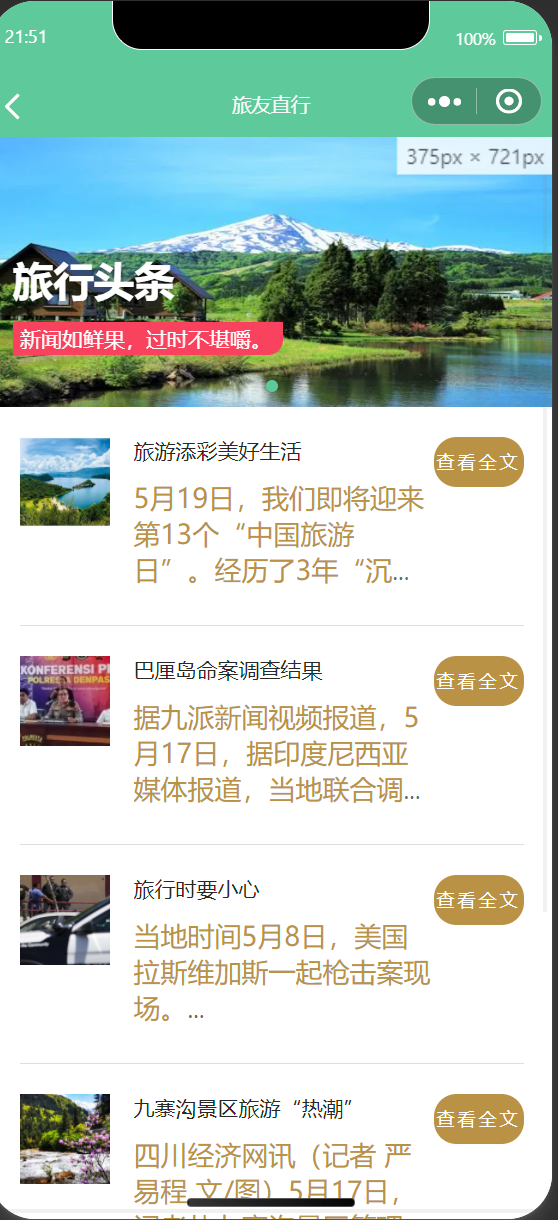 21:51
100%
旅友直行
375px × 721px
旅行头条
新闻如鲜果，过时不堪嚼。
旅游添彩美好生活
查看全文
5月19日，我们即将迎来
第13个“中国旅游
日”。经历了3年“沉...
KONFERENSI
POLRES
DENPAS
巴厘岛命案调查结果
查看全文
据九派新闻视频报道，5
月17日，据印度尼西亚
媒体报道，当地联合调...
旅行时要小心
查看全文
当地时间5月8日，美国
拉斯维加斯一起枪击案现
场。...
九寨沟景区旅游“热潮”
查看全文
四川经济网讯（记者 严
易程 文/图）5月17日，